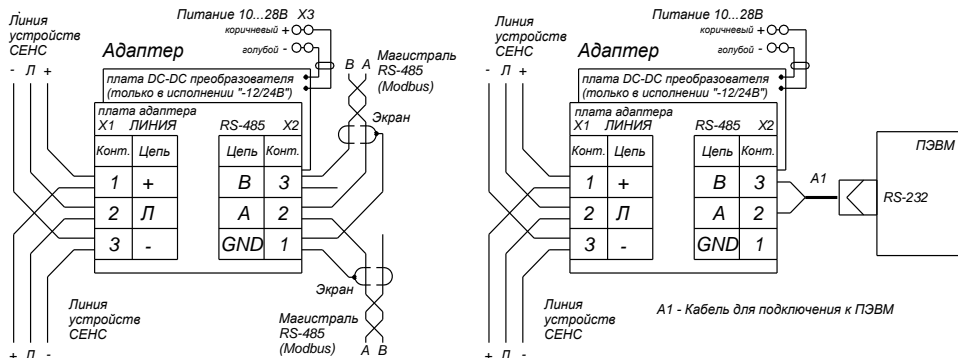 Линия
устройств
СЕНС
- Л +
Питание 10...28В X3
коричневый +
голубой -
Адаптер
плата DC-DC преобразователя
(только в исполнении "-12/24В")
плата адаптера
X1 ЛИНИЯ RS-485 X2
Конт. Цепь Цепь Конт.
1 + B 3
2 Л A 2
3 - GND 1
B A
Магистраль
RS-485
(Modbus)
Экран
Экран
Линия
устройств
СЕНС
+ Л -
Магистраль
RS-485
(Modbus)
A B
Линия
устройств
СЕНС
- Л +
Питание 10...28В X3
коричневый +
голубой -
Адаптер
плата DC-DC преобразователя
(только в исполнении "-12/24В")
плата адаптера
X1 ЛИНИЯ RS-485 X2
Конт. Цепь Цепь Конт.
1 + B 3
2 Л A 2
3 - GND 1
А1
ПЭВМ
RS-232
Линия
устройств
СЕНС
+ Л -
А1 - Кабель для подключения к ПЭВМ